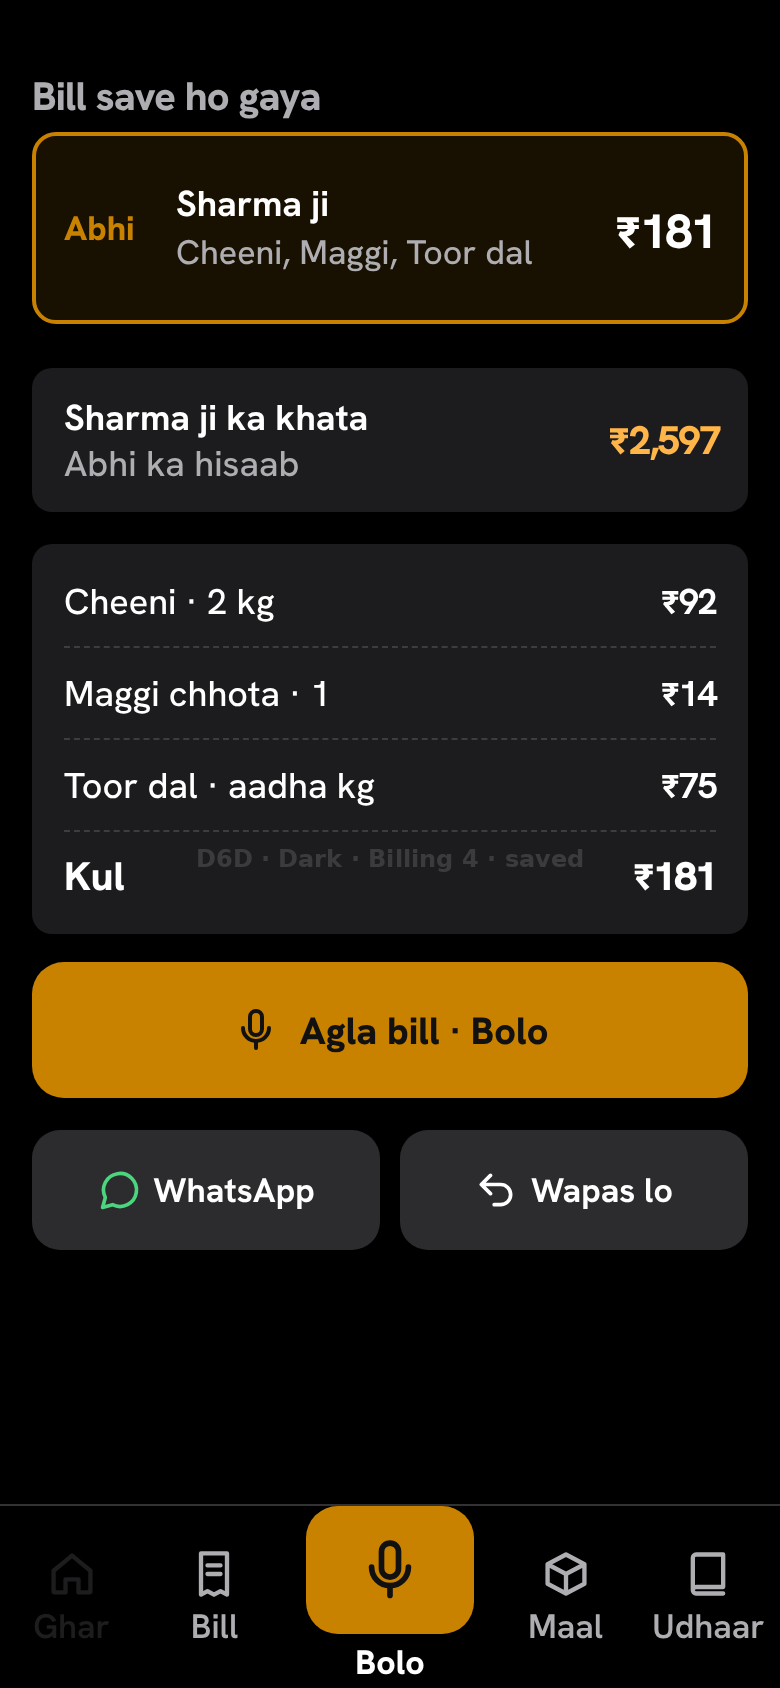 Bill save ho gaya
Abhi
Sharma ji
Cheeni, Maggi, Toor dal
₹181
Sharma ji ka khata
Abhi ka hisaab
₹2,597
Cheeni · 2 kg ₹92
Maggi chhota · 1 ₹14
Toor dal · aadha kg ₹75
D6D · Dark · Billing 4 · saved
Kul ₹181
Agla bill · Bolo
WhatsApp
Wapas lo
Ghar
Bill
Bolo
Maal
Udhaar